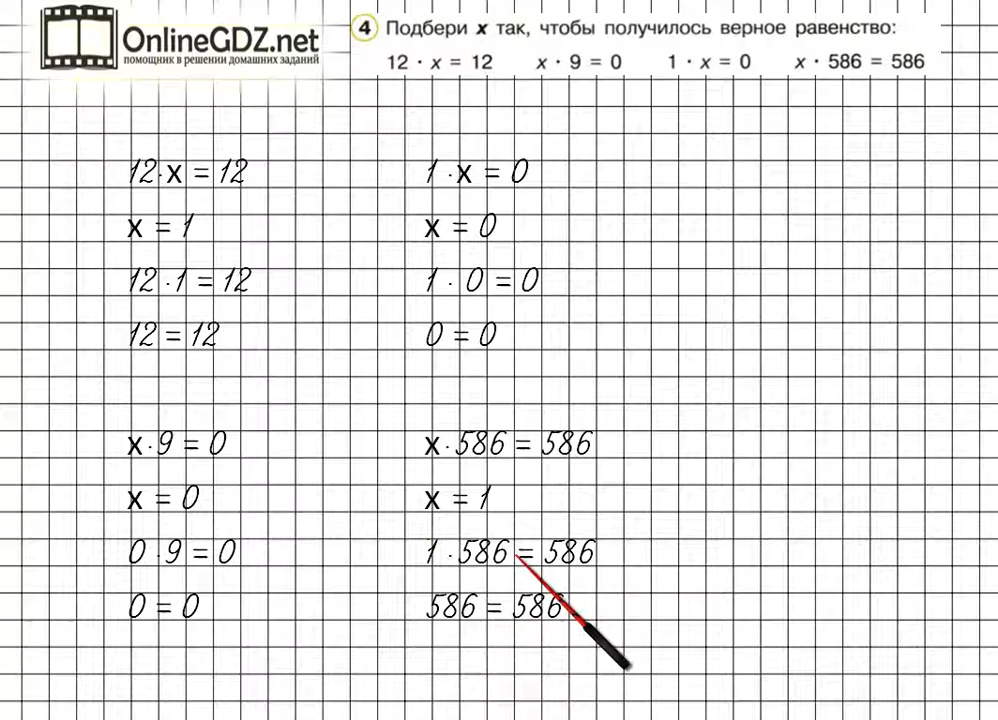 OnlineGDZ.net
помощник в решении домашних заданий
4 Подбери x так, чтобы получилось верное равенство:
12 · x = 12 x · 9 = 0 1 · x = 0 x · 586 = 586
12·x = 12
x = 1
12·1 = 12
12 = 12
1·x = 0
x = 0
1·0 = 0
0 = 0
x·9 = 0
x = 0
0·9 = 0
0 = 0
x·586 = 586
x = 1
1·586 = 586
586 = 586